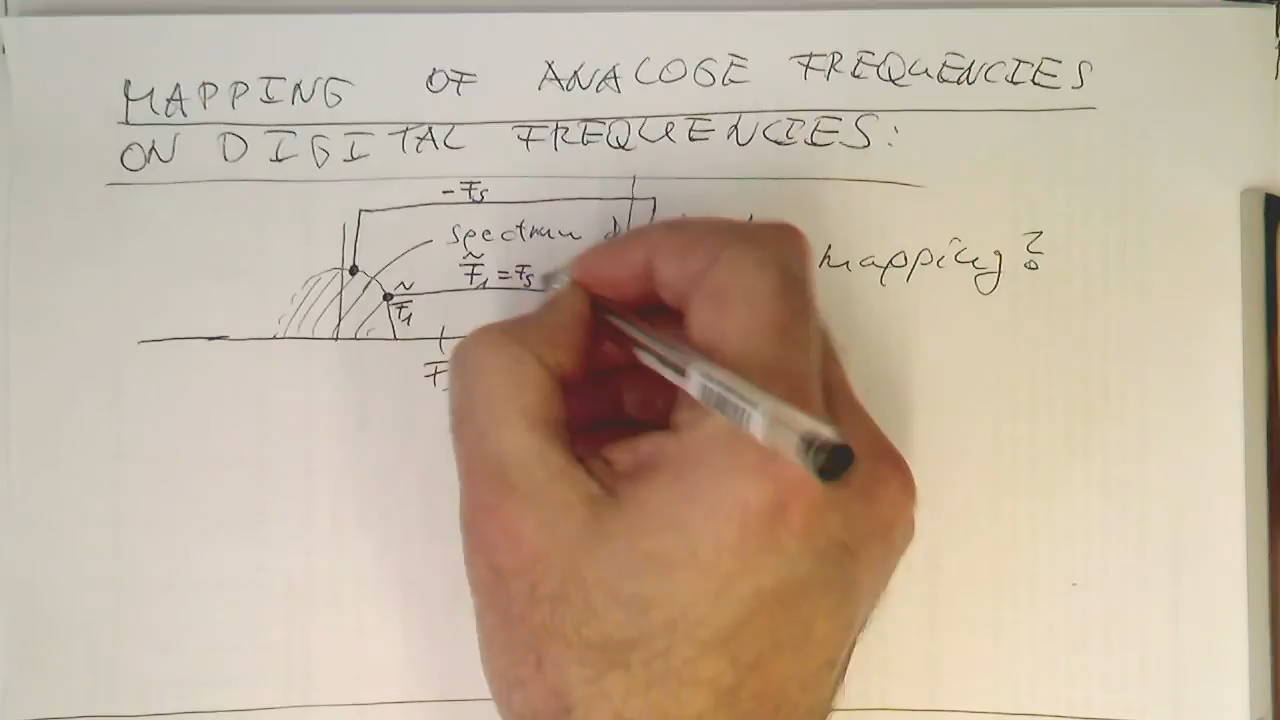 MAPPING OF ANALOGE FREQUENCIES
ON DIGITAL FREQUENCIES:
-Fs
spectrum
mapping?
F̃₁ = Fs
F̃₁
F